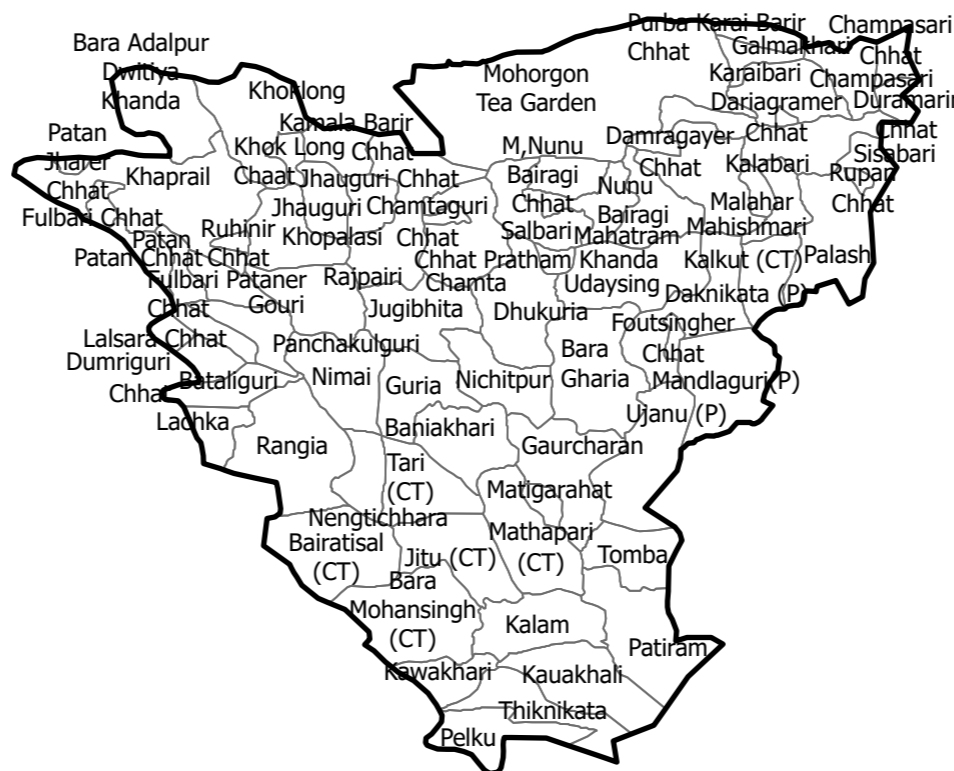 Purba Karai Barir
Chhat
Champasari
Chhat
Galmakhari
Bara Adalpur
Dwitiya
Khanda
Mohorgon
Tea Garden
Karaibari
Champasari
Khoklong
Dariagramer
Chhat
Duramarir
Chhat
Kamala Barir
Chhat
Patan
Jharer
Chhat
Damragayer
Chhat
M,Nunu
Bairagi
Chhat
Khok Long
Chaat
Sisabari
Kalabari
Rupan
Chhat
Khaprail
Jhauguri Chhat
Nunu
Bairagi
Malahar
Jhauguri
Chamtaguri
Chhat
Fulbari Chhat
Ruhinir
Chhat
Khopalasi
Salbari
Mahatram
Mahishmari
Patan
Chhat
Patan
Chhat Pratham
Khanda
Kalkut (CT)
Palash
Fulbari Pataner
Chhat
Rajpairi
Chamta
Udaysing
Daknikata (P)
Gouri
Jugibhita
Dhukuria
Foutsingher
Chhat
Lalsara Chhat
Panchakulguri
Bara
Gharia
Dumriguri
Chhat
Bataliguri
Nimai
Guria
Nichitpur
Mandlaguri (P)
Lachka
Baniakhari
Ujanu (P)
Rangia
Gaurcharan
Tari
(CT)
Matigarahat
Nengtichhara
Bairatisal
(CT)
Jitu (CT)
Mathapari
(CT)
Tomba
Bara
Mohansingh
(CT)
Kalam
Patiram
Kawakhari
Kauakhali
Thiknikata
Pelku